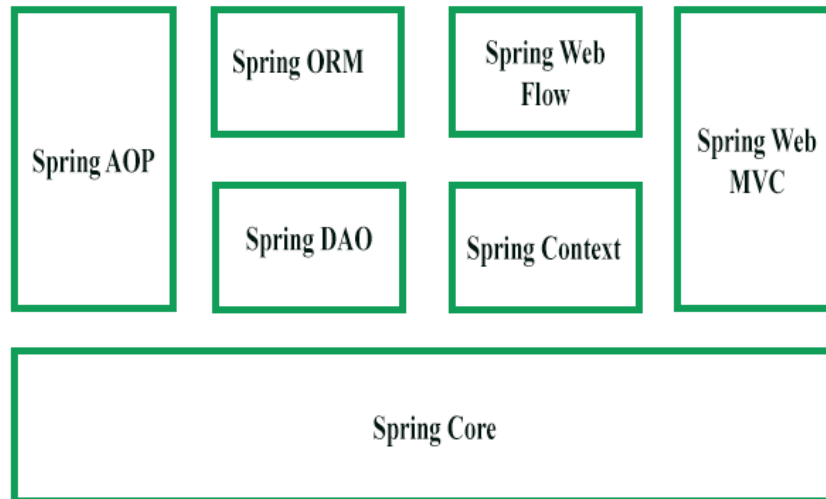 Spring AOP
Spring ORM
Spring Web
Flow
Spring Web
MVC
Spring DAO
Spring Context
Spring Core